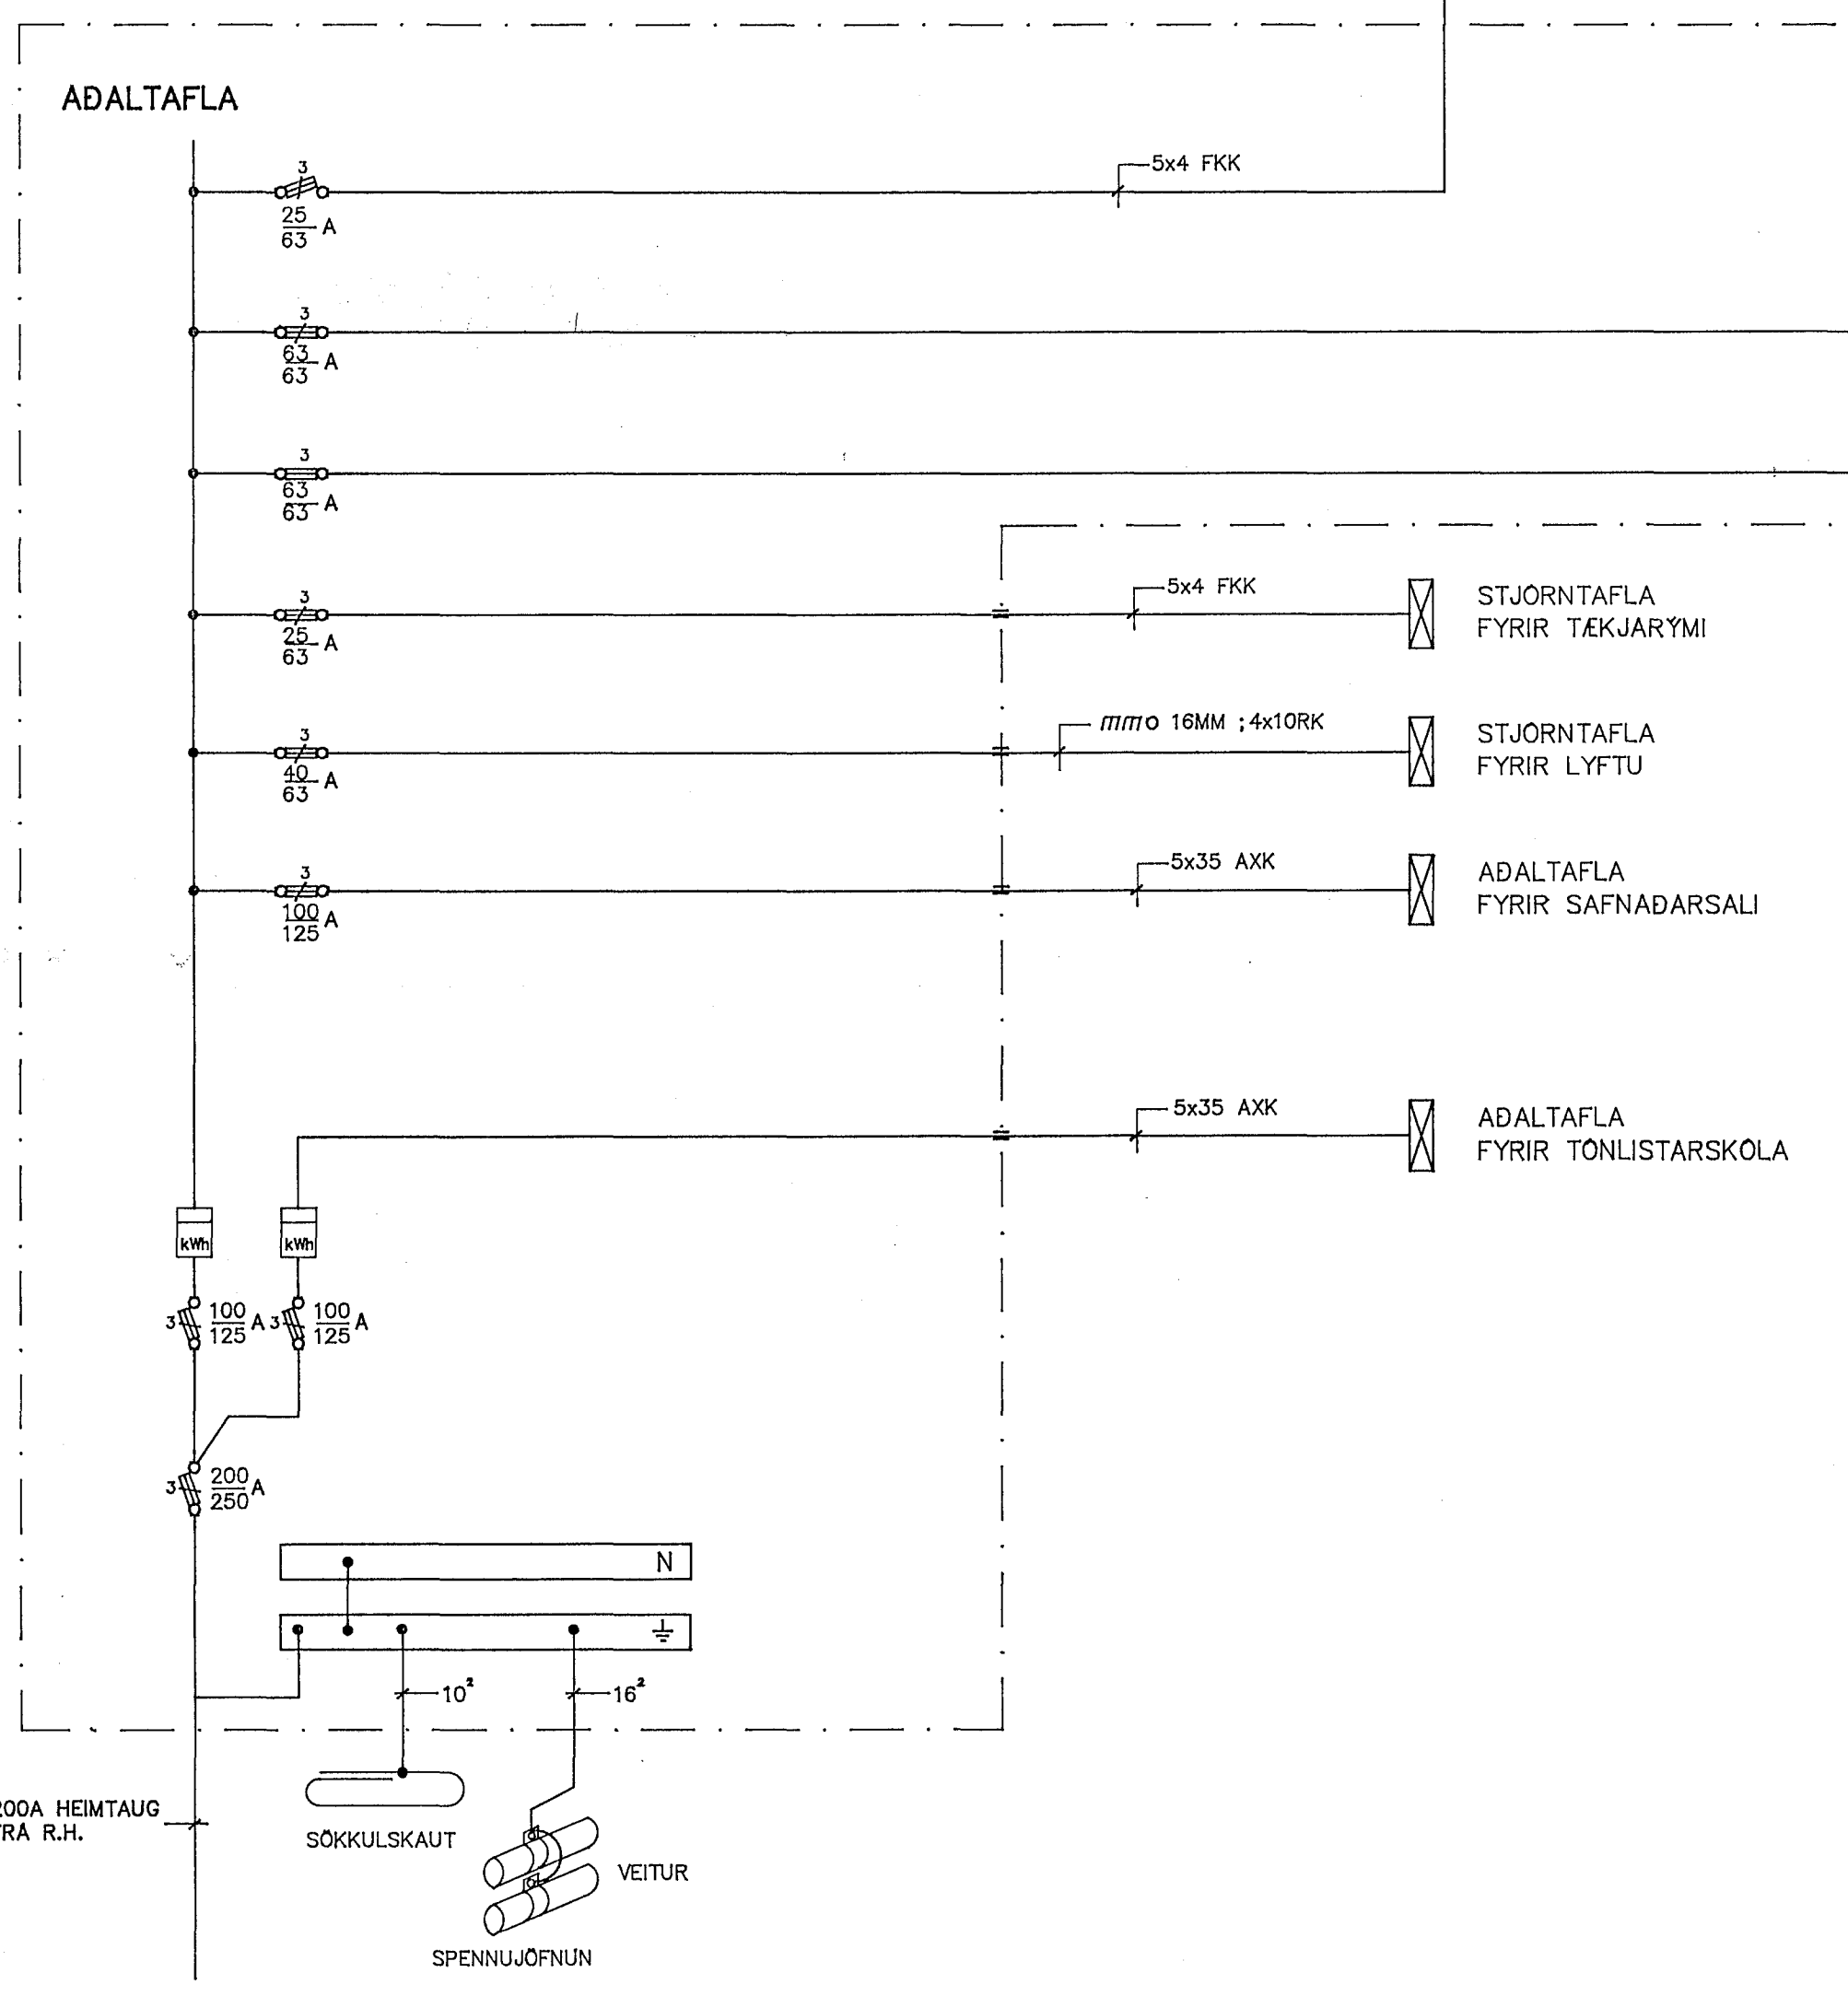 AÐALTAFLA
3
5x4 FKK
25
63 A
3
63
63 A
3
63
63 A
3
5x4 FKK
25
63 A
STJÓRNTAFLA
FYRIR TÆKJARÝMI
3
16MM ; 4x10RK
40
63 A
STJÓRNTAFLA
FYRIR LYFTU
3
5x35 AXK
100
125 A
AÐALTAFLA
FYRIR SAFNAÐARSALI
5x35 AXK
AÐALTAFLA
FYRIR TÓNLISTARSKÓLA
kWh
kWh
3 100
125 A
3 100
125 A
3 200
250 A
N
10²
16²
00A HEIMTAUG
RÁ R.H.
SÖKKULSKAUT
VEITUR
SPENNUJÖFNUN